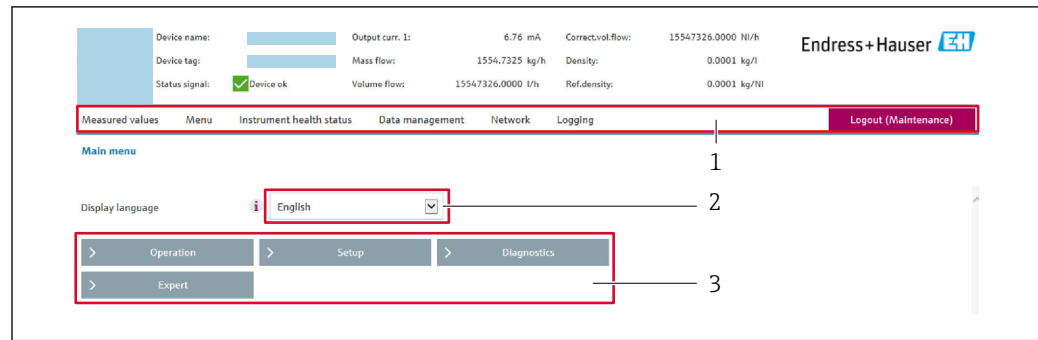 Device name: Output curr. 1: 6.76 mA Correct.vol.flow: 15547326.0000 Nl/h
Endress+Hauser EH
Device tag: Mass flow: 1554.7325 kg/h Density: 0.0001 kg/l
Status signal: Device ok Volume flow: 15547326.0000 l/h Ref.density: 0.0001 kg/Nl
Measured values Menu Instrument health status Data management Network Logging Logout (Maintenance)
1
Main menu
Display language i English 2
> Operation > Setup > Diagnostics
> Expert 3